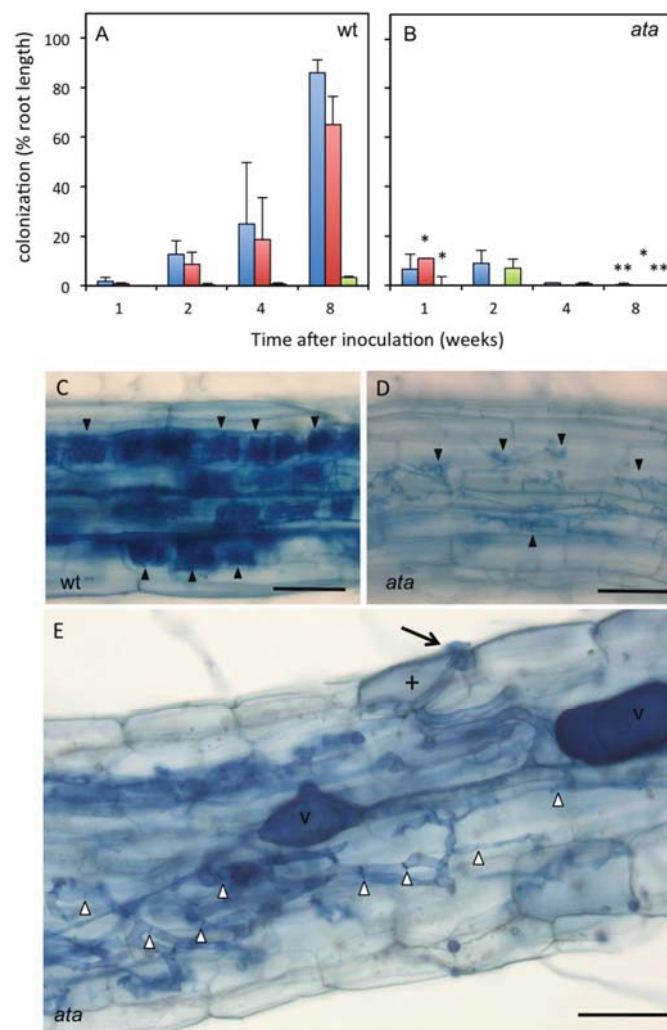 A wt
B ata
100
80
60
40
20
0
colonization (% root length)
* *
** * **
1 2 4 8 1 2 4 8
Time after inoculation (weeks)
C
wt
D
ata
E
+
v
v
ata